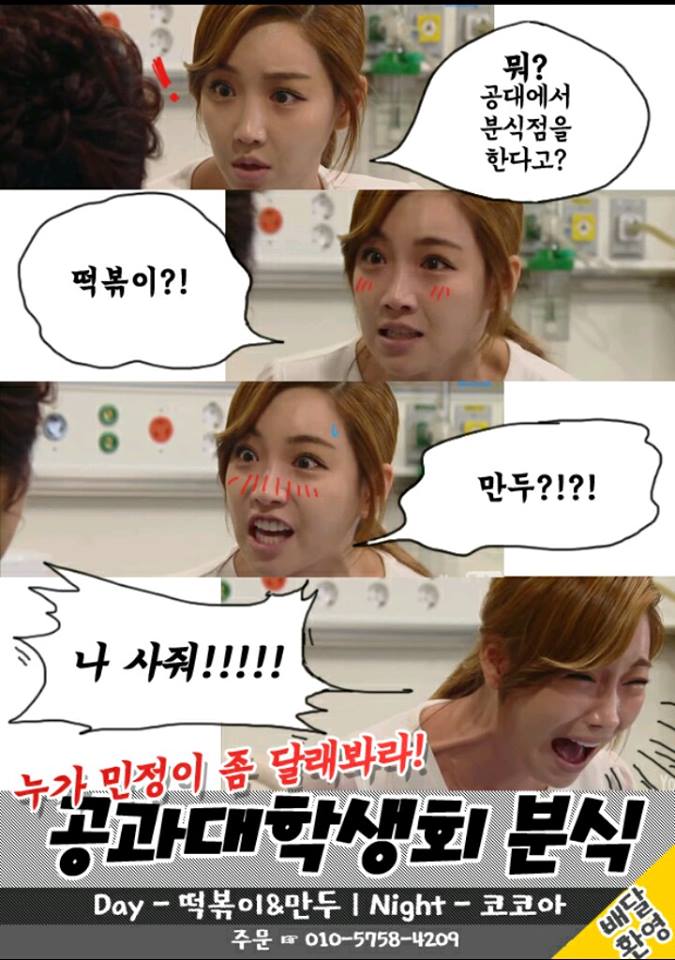 뭐?
공대에서
분식점을
한다고?
떡볶이?!
만두?!?!
나 사줘!!!!!
누가 민정이 좀 달래봐라!
공과대학생회 분식
Day - 떡볶이&만두 | Night - 코코아
주문 ☞ 010-5758-4209
배달영
환영